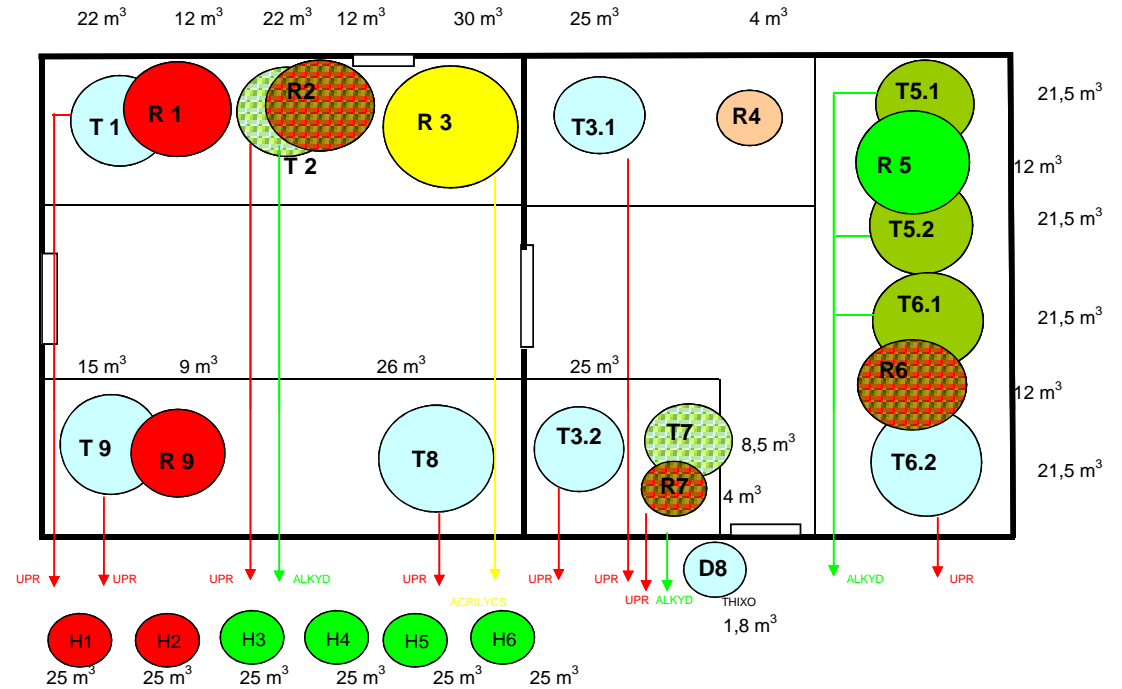 22 m³ 12 m³ 22 m³ 12 m³ 30 m³ 25 m³ 4 m³
T5.1 21,5 m³
T 1 R 1 R2 R 3 T3.1 R4
T 2 R 5 12 m³
T5.2 21,5 m³
T6.1 21,5 m³
15 m³ 9 m³ 26 m³ 25 m³ R6 12 m³
T 9 R 9 T8 T3.2 T7 8,5 m³ T6.2 21,5 m³
R7 4 m³
D8
UPR UPR UPR ALKYD UPR UPR UPR ALKYD UPR
ACRILYCS UPR ALKYD THIXO
1,8 m³
H1 H2 H3 H4 H5 H6
25 m³ 25 m³ 25 m³ 25 m³ 25 m³ 25 m³